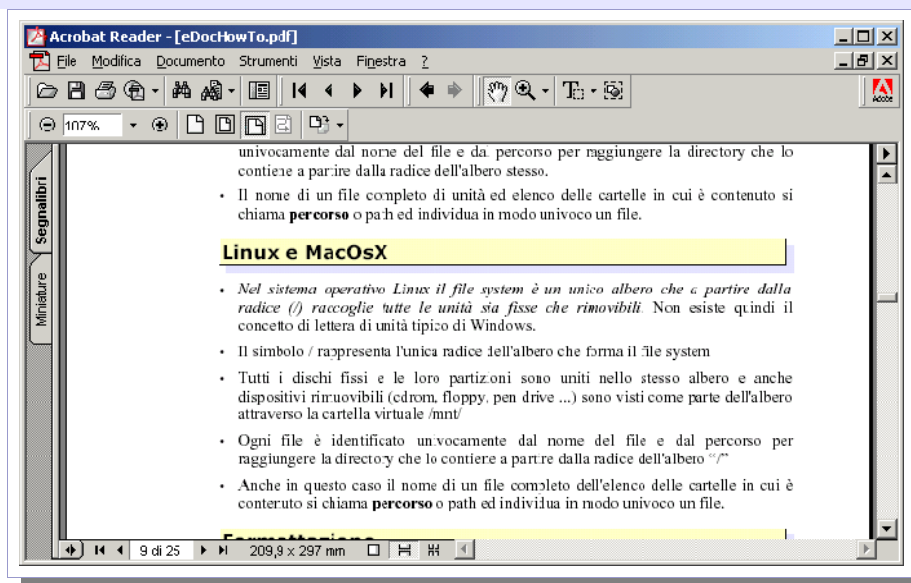 Acrobat Reader - [eDocHowTo.pdf]
File Modifica Documento Strumenti Vista Finestra ?
Adobe
107%
Segnalibri
Miniature
univocamente dal nome del file e dal percorso per raggiungere la directory che lo
contiene a partire dalla radice dell'albero stesso.
• Il nome di un file completo di unità ed elenco delle cartelle in cui è contenuto si
chiama percorso o path ed individua in modo univoco un file.
Linux e MacOsX
• Nel sistema operativo Linux il file system è un unico albero che a partire dalla
radice (/) raccoglie tutte le unità sia fisse che rimovibili. Non esiste quindi il
concetto di lettera di unità tipico di Windows.
• Il simbolo / rappresenta l'unica radice dell'albero che forma il file system
• Tutti i dischi fissi e le loro partizioni sono uniti nello stesso albero e anche
dispositivi rimuovibili (cdrom, floppy, pen drive ...) sono visti come parte dell'albero
attraverso la cartella virtuale /mnt/
• Ogni file è identificato univocamente dal nome del file e dal percorso per
raggiungere la directory che lo contiene a partire dalla radice dell'albero “/”
• Anche in questo caso il nome di un file completo dell'elenco delle cartelle in cui è
contenuto si chiama percorso o path ed individua in modo univoco un file.
Formattazione
9 di 25
209,9 x 297 mm